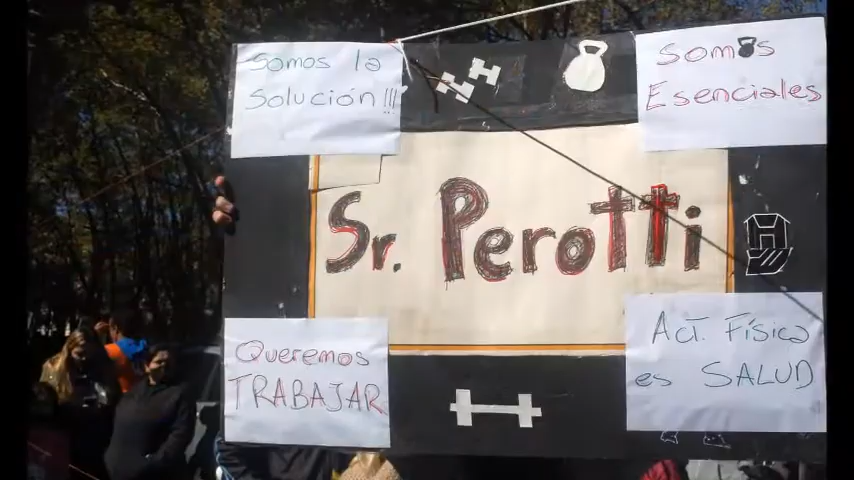 Somos la
Solución!!!
Somos
Esenciales
Sr. Perotti
Queremos
TRABAJAR
Act. Física
es SALUD